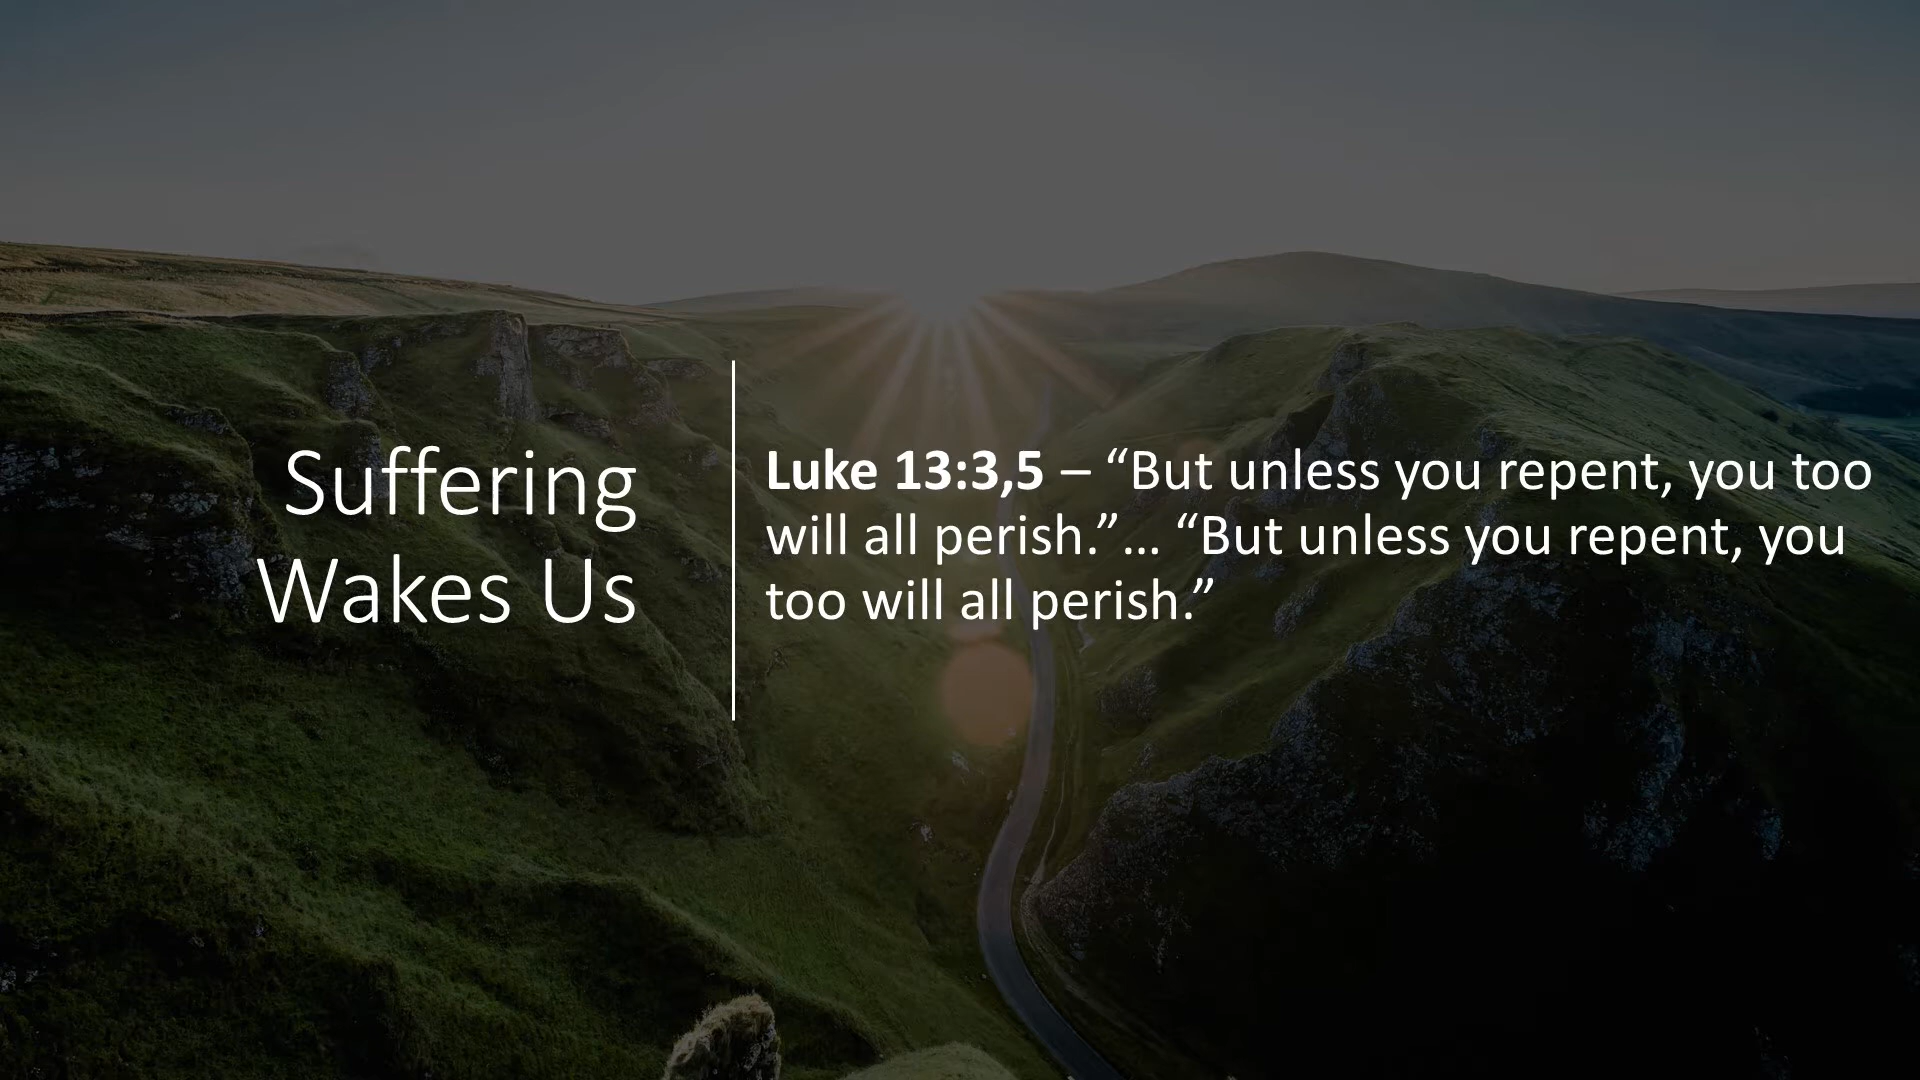 Suffering
Wakes Us
Luke 13:3,5 – “But unless you repent, you too
will all perish.”… “But unless you repent, you
too will all perish.”